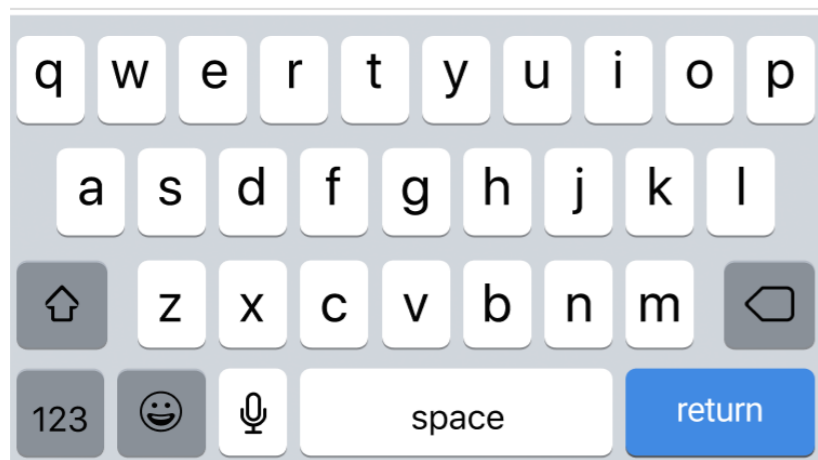 q w e r t y u i o p
a s d f g h j k l
z x c v b n m
123 space return